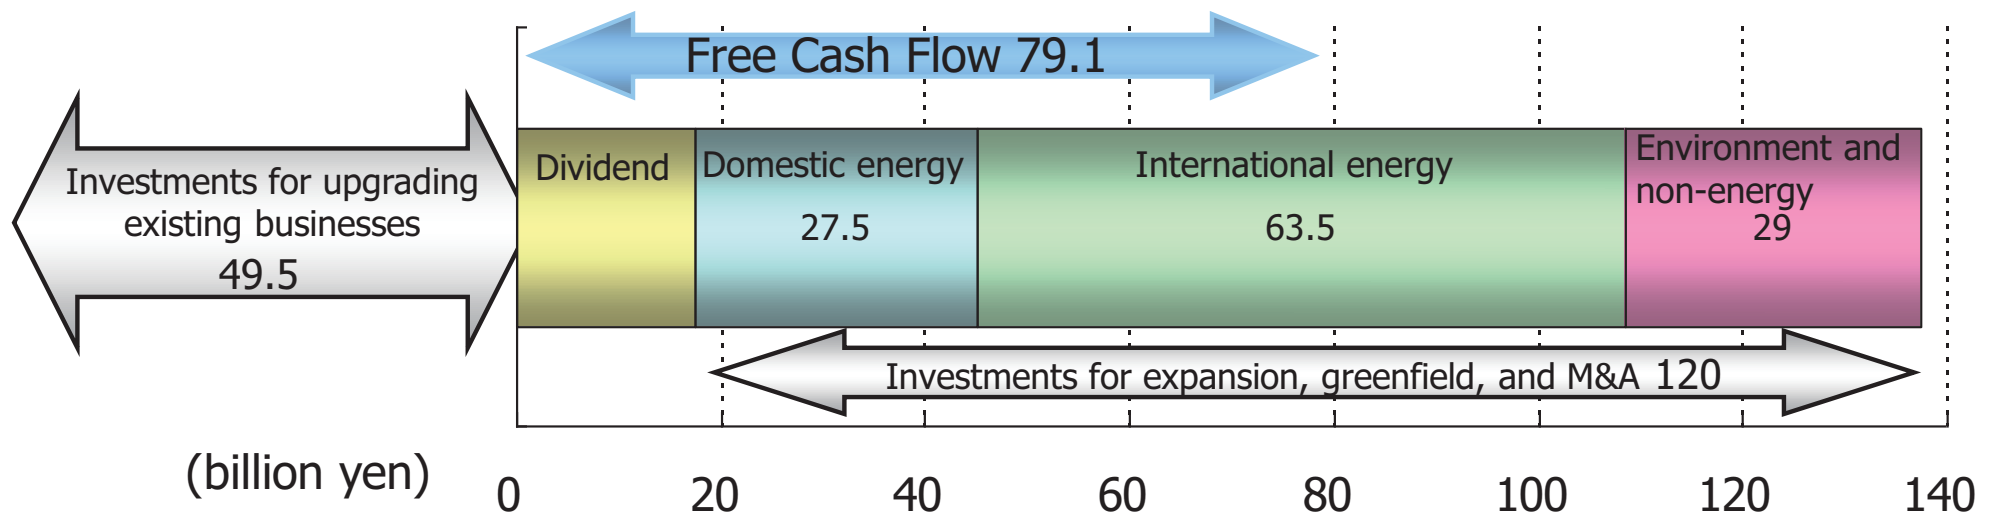 Free Cash Flow 79.1
Investments for upgrading
existing businesses
49.5
Dividend
Domestic energy
27.5
International energy
63.5
Environment and
non-energy
29
Investments for expansion, greenfield, and M&A 120
(billion yen)
0 20 40 60 80 100 120 140